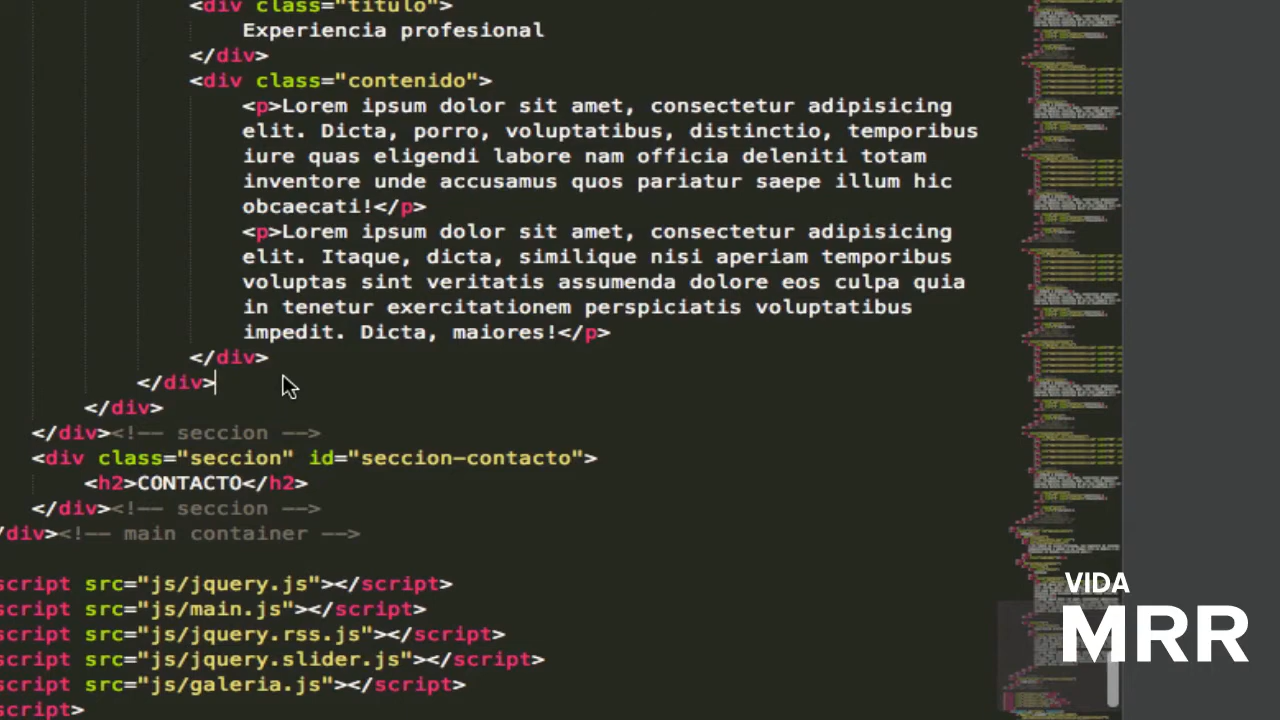 <div class="titulo">
Experiencia profesional
</div>
<div class="contenido">
<p>Lorem ipsum dolor sit amet, consectetur adipisicing
elit. Dicta, porro, voluptatibus, distinctio, temporibus
iure quas eligendi labore nam officia deleniti totam
inventore unde accusamus quos pariatur saepe illum hic
obcaecati!</p>
<p>Lorem ipsum dolor sit amet, consectetur adipisicing
elit. Itaque, dicta, similique nisi aperiam temporibus
voluptas sint veritatis assumenda dolore eos culpa quia
in tenetur exercitationem perspiciatis voluptatibus
impedit. Dicta, maiores!</p>
</div>
</div>
</div>
</div><!-- seccion -->
<div class="seccion" id="seccion-contacto">
<h2>CONTACTO</h2>
</div><!-- seccion -->
/div><!-- main container -->
script src="js/jquery.js"></script>
script src="js/main.js"></script>
script src="js/jquery.rss.js"></script>
script src="js/jquery.slider.js"></script>
script src="js/galeria.js"></script>
script>
VIDA
MRR